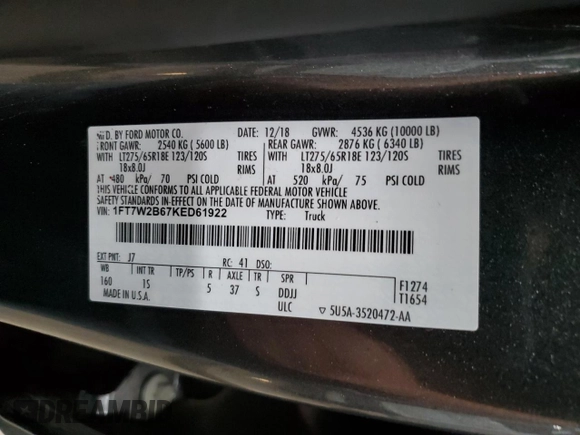 MFD. BY FORD MOTOR CO. DATE: 12/18 GVWR: 4536 KG (10000 LB)
FRONT GAWR: 2540 KG (5600 LB) REAR GAWR: 2876 KG (6340 LB)
WITH LT275/65R18E 123/120S TIRES WITH LT275/65R18E 123/120S TIRES
18x8.0J RIMS 18x8.0J RIMS
AT 480 kPa/ 70 PSI COLD AT 520 kPa/ 75 PSI COLD
THIS VEHICLE CONFORMS TO ALL APPLICABLE FEDERAL MOTOR VEHICLE
SAFETY STANDARDS IN EFFECT ON THE DATE OF MANUFACTURE SHOWN ABOVE.
VIN: 1FT7W2B67KED61922 TYPE: Truck
EXT PNT: J7 RC: 41 DSO:
WB INT TR TP/PS R AXLE TR SPR
160 IS 5 37 S DDJJ F1274
MADE IN U.S.A. ULC T1654
5U5A-3520472-AA
DREAMBID